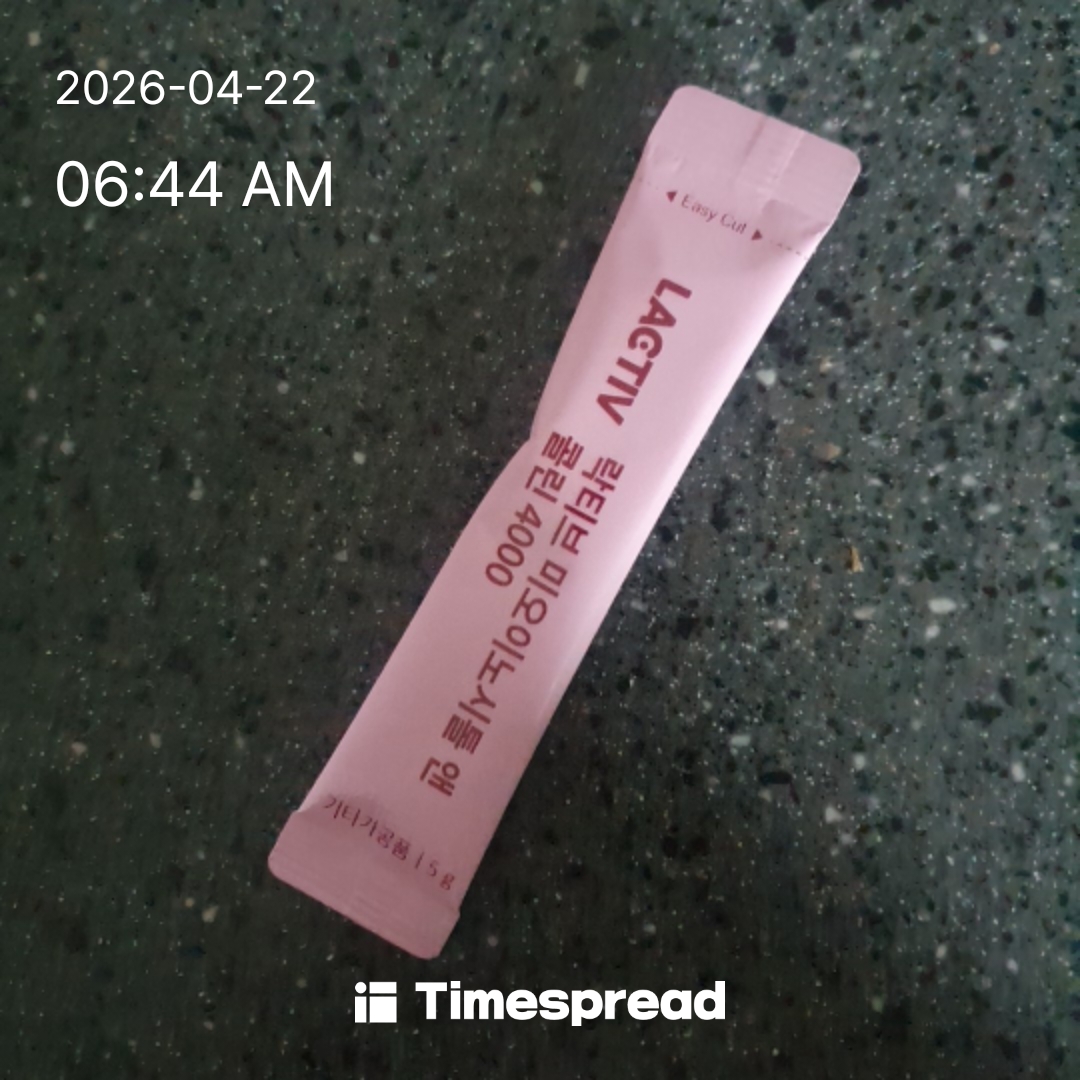 2026-04-22
06:44 AM
◀ Easy Cut ▶
LACTIV 락티브 미오이노시톨 앤
콜린 4000
기타가공품 | 5 g
Timespread